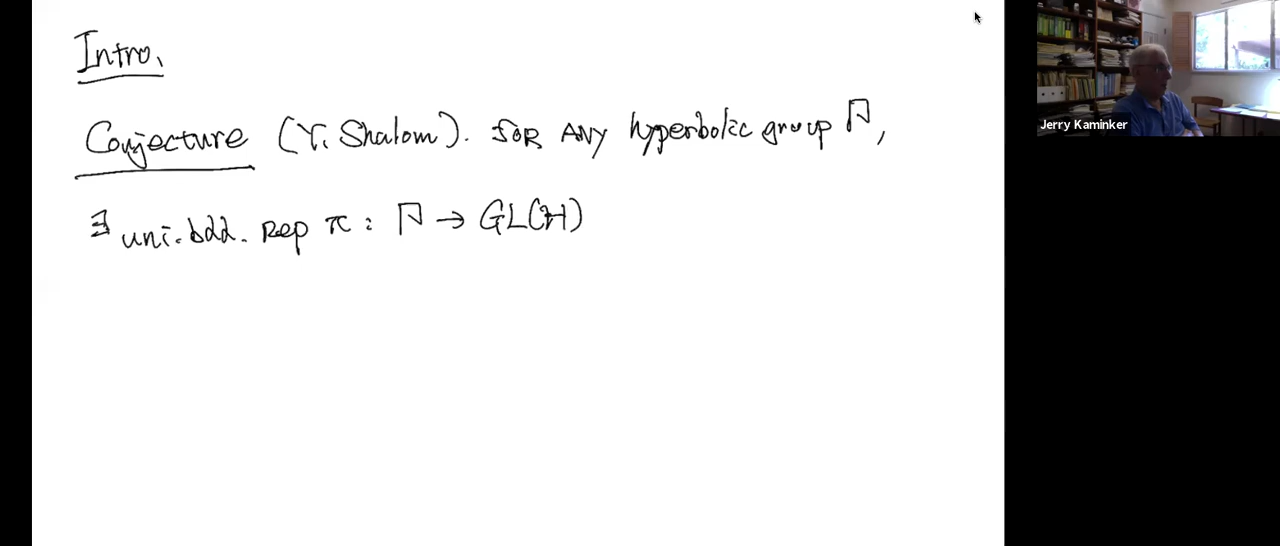 Intro.
Conjecture (Y. Shalom). FOR ANY hyperbolic group Γ,
∃ uni. bdd. Rep π : Γ → GL(H)
Jerry Kaminker